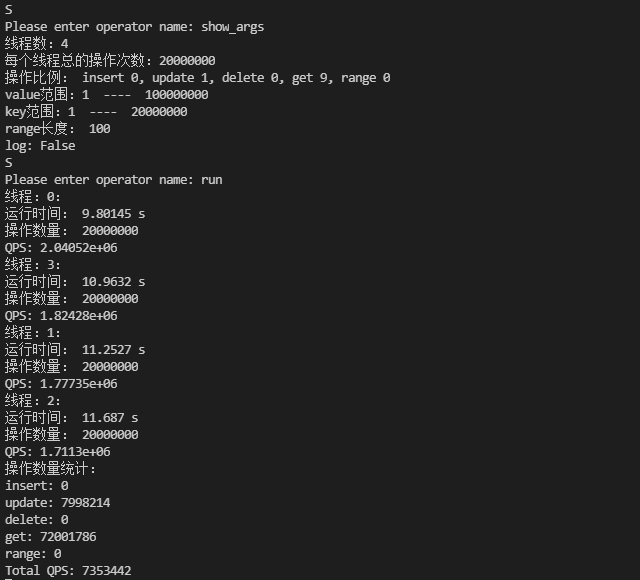 S
Please enter operator name: show_args
线程数: 4
每个线程总的操作次数: 20000000
操作比例:  insert 0, update 1, delete 0, get 9, range 0
value范围: 1  ----  100000000
key范围: 1  ----  20000000
range长度:  100
log: False
S
Please enter operator name: run
线程: 0:
运行时间:  9.80145 s
操作数量:  20000000
QPS: 2.04052e+06
线程: 3:
运行时间:  10.9632 s
操作数量:  20000000
QPS: 1.82428e+06
线程: 1:
运行时间:  11.2527 s
操作数量:  20000000
QPS: 1.77735e+06
线程: 2:
运行时间:  11.687 s
操作数量:  20000000
QPS: 1.7113e+06
操作数量统计:
insert: 0
update: 7998214
delete: 0
get: 72001786
range: 0
Total QPS: 7353442